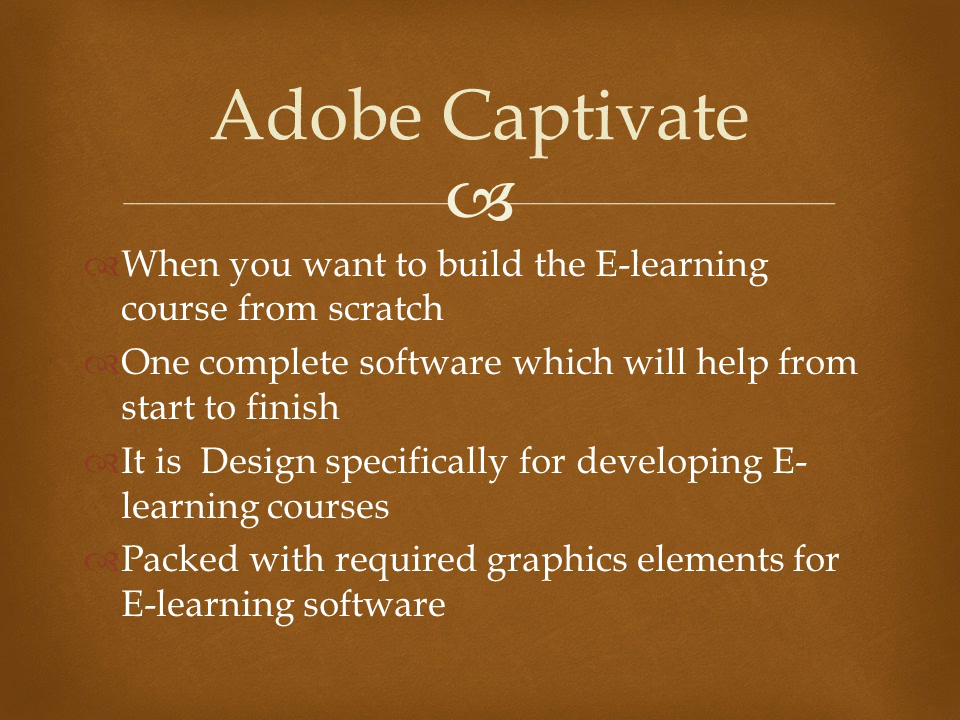 Adobe Captivate
When you want to build the E-learning
course from scratch
One complete software which will help from
start to finish
It is  Design specifically for developing E-
learning courses
Packed with required graphics elements for
E-learning software